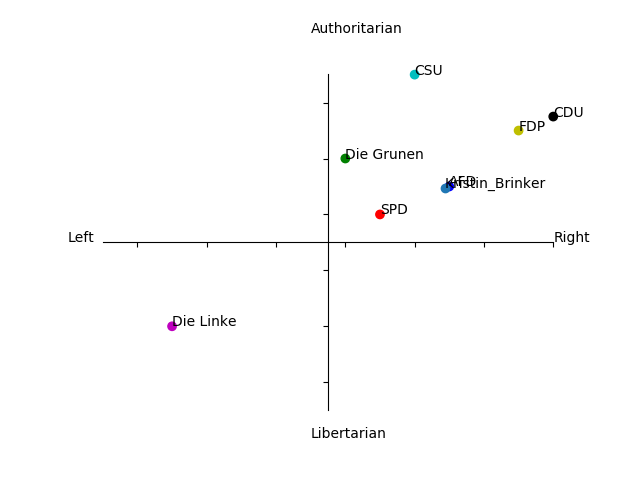 Authoritarian
CSU
CDU
FDP
Die Grunen
AFD
Kristin_Brinker
SPD
Left
Right
Die Linke
Libertarian